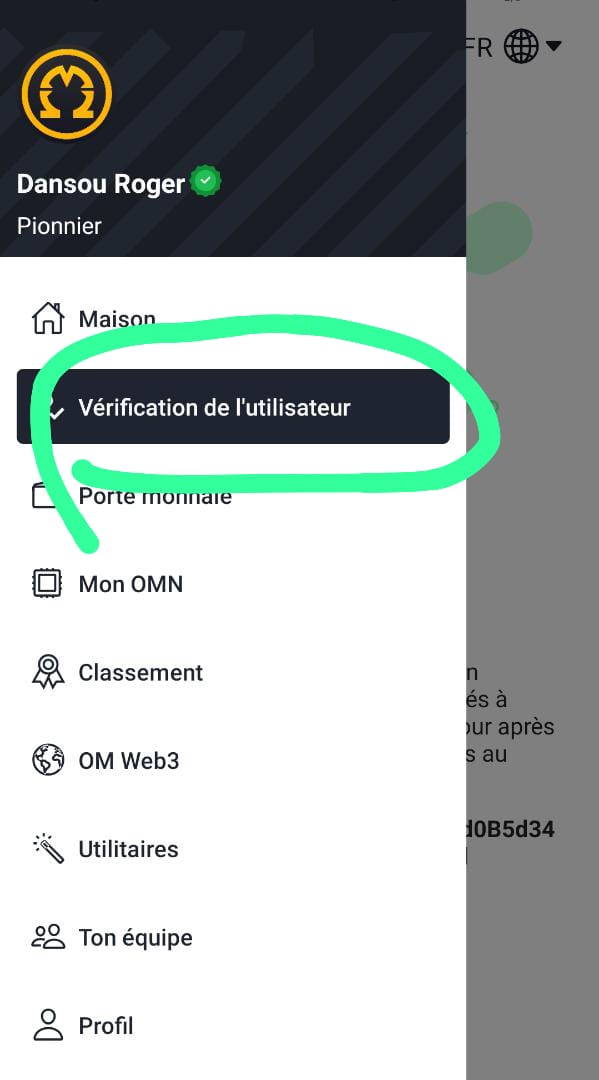 FR
Dansou Roger
Pionnier
Maison
Vérification de l'utilisateur
Porte monnaie
Mon OMN
Classement
OM Web3
Utilitaires
Ton équipe
Profil
n
és à
our après
s au
d0B5d34